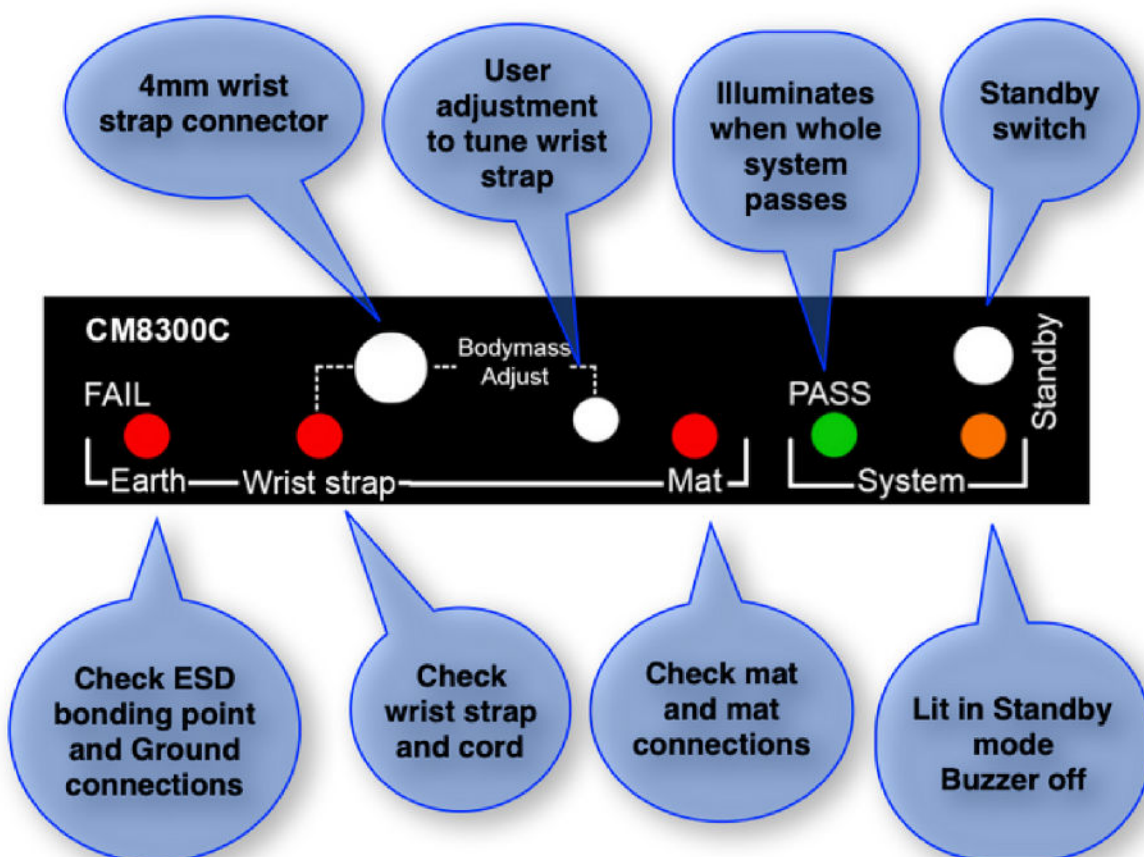 4mm wrist
strap connector
User
adjustment
to tune wrist
strap
Illuminates
when whole
system
passes
Standby
switch
CM8300C
Bodymass
Adjust
FAIL
PASS
Standby
Earth
Wrist strap
Mat
System
Check ESD
bonding point
and Ground
connections
Check
wrist strap
and cord
Check mat
and mat
connections
Lit in Standby
mode
Buzzer off